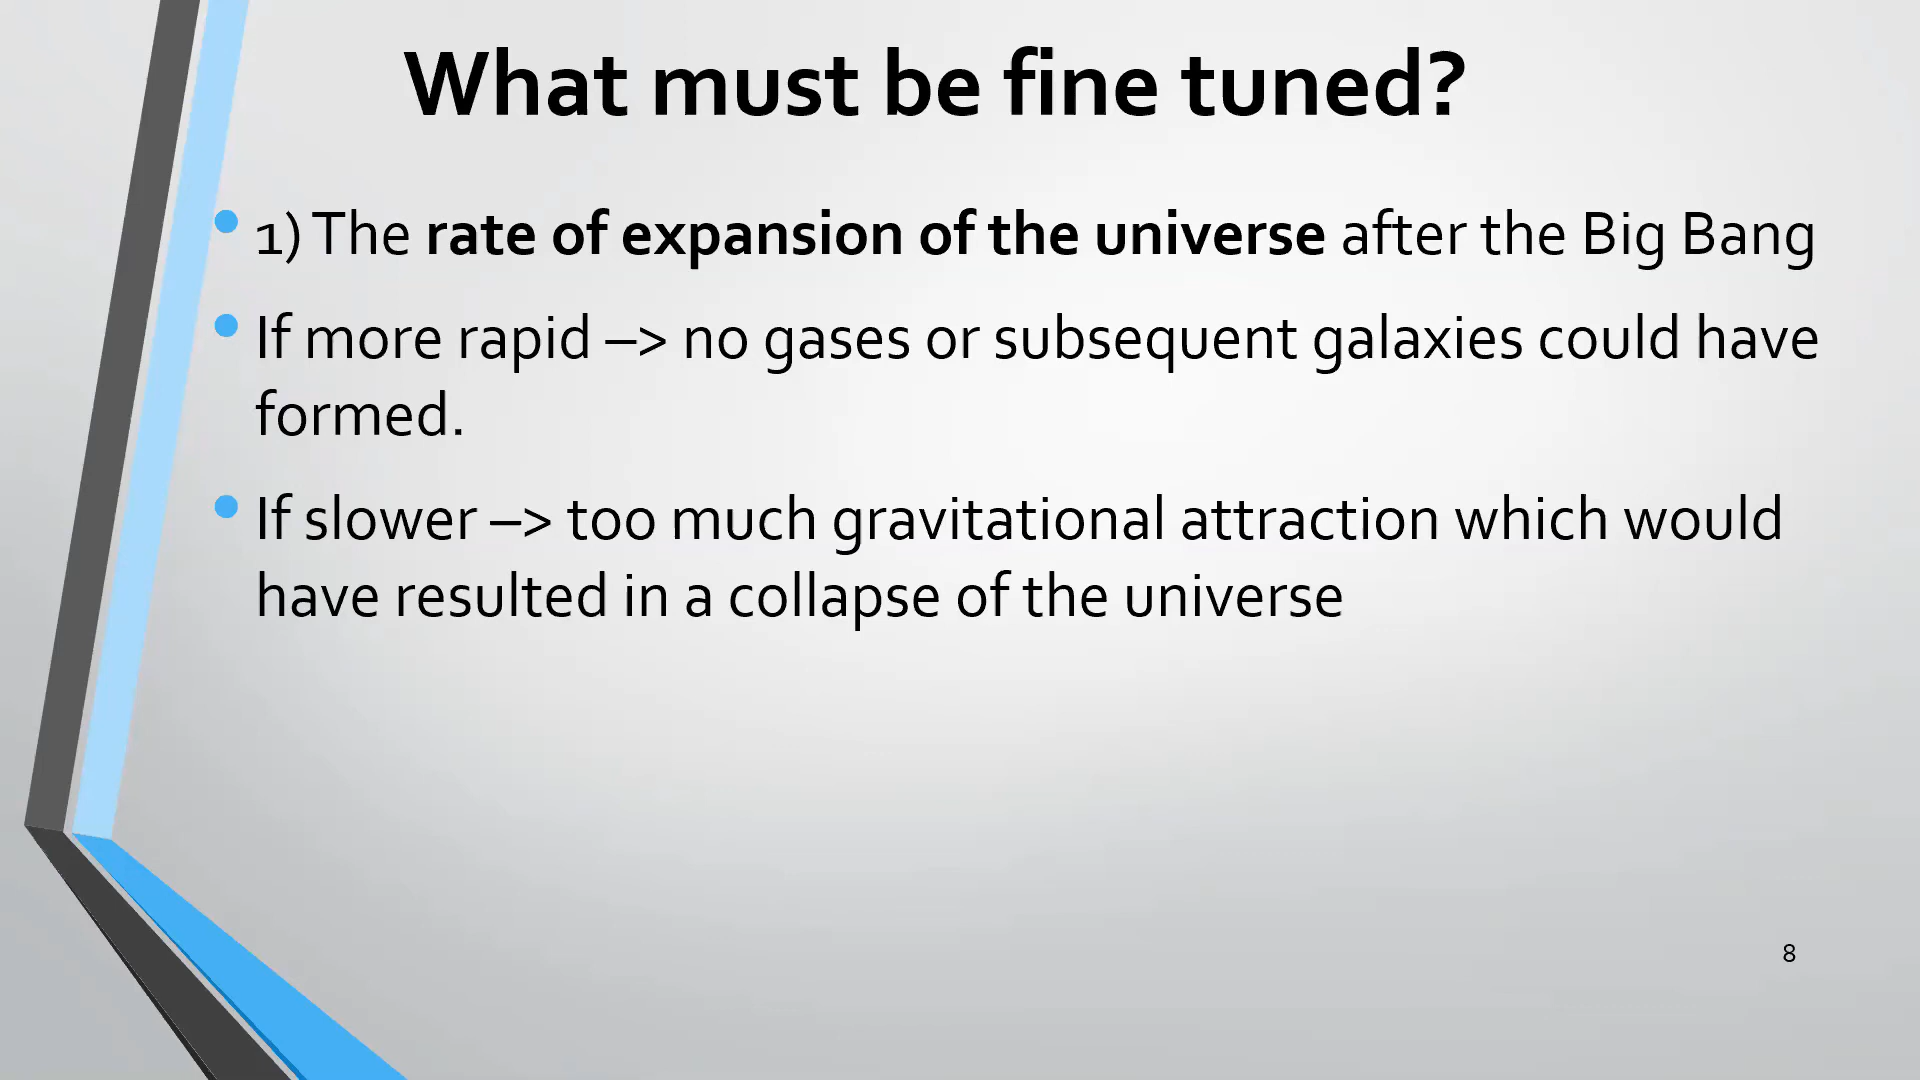 What must be fine tuned?
• 1) The rate of expansion of the universe after the Big Bang
• If more rapid –> no gases or subsequent galaxies could have
formed.
• If slower –> too much gravitational attraction which would
have resulted in a collapse of the universe
8